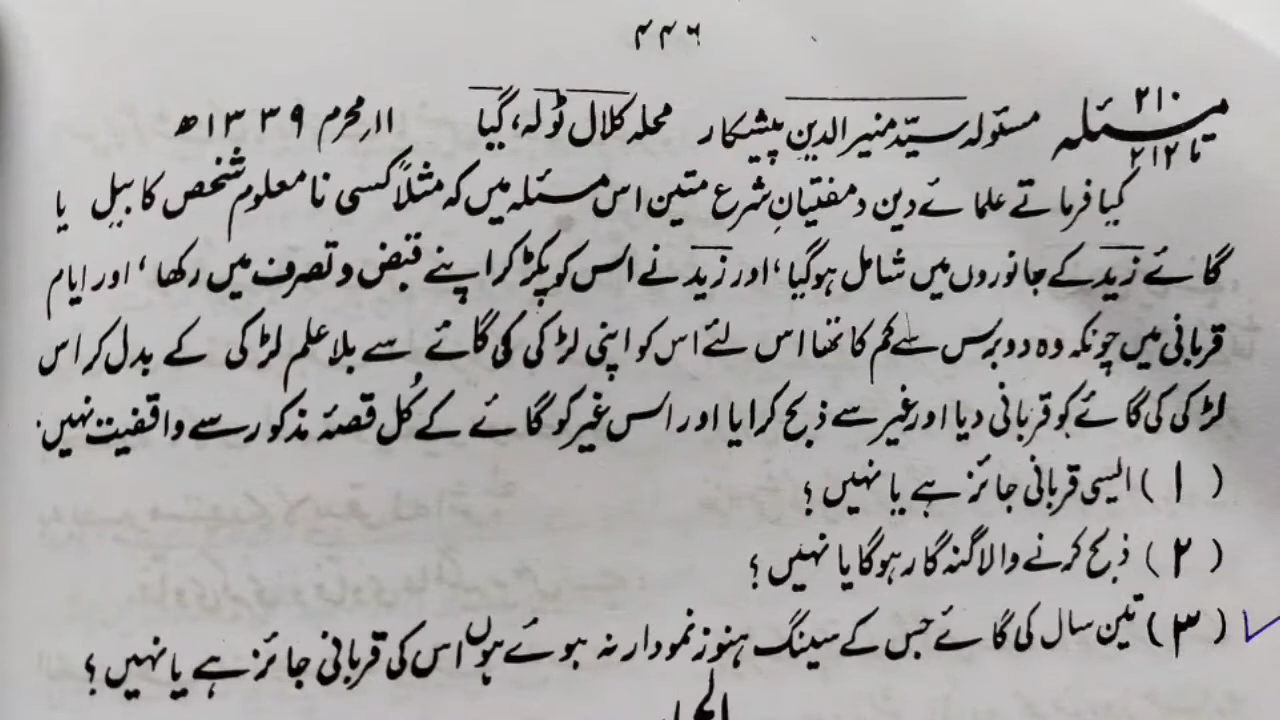 ۴۴۶
مسئلہ ۲۱۰ تا ۲۱۲ مسئولہ سیّد منیر الدین پیشکار محلہ کلال ٹولہ، گیا ۱۱ر محرم ۱۳۳۹ھ
کیا فرماتے علمائے دین و مفتیانِ شرع متین اس مسئلہ میں کہ مثلاً کسی نا معلوم شخص کا بیل یا
گائے زید کے جانوروں میں شامل ہوگیا، اور زید نے اس کو پکڑ کر اپنے قبض و تصرف میں رکھا، اور ایام
قربانی میں چونکہ وہ دو برس سے کم کا تھا اس لئے اس کو اپنی لڑکی کی گائے سے بلا علم لڑکی کے بدل کر اس
لڑکی کی گائے کو قربانی دیا اور غیر سے ذبح کرایا اور اس غیر کو گائے کے کُل قصۂ مذکور سے واقفیت نہیں۔
(۱) ایسی قربانی جائز ہے یا نہیں؟
(۲) ذبح کرنے والا گنہگار ہوگا یا نہیں؟
(۳) تین سال کی گائے جس کے سینگ ہنوز نمودار نہ ہوئے ہوں اس کی قربانی جائز ہے یا نہیں؟